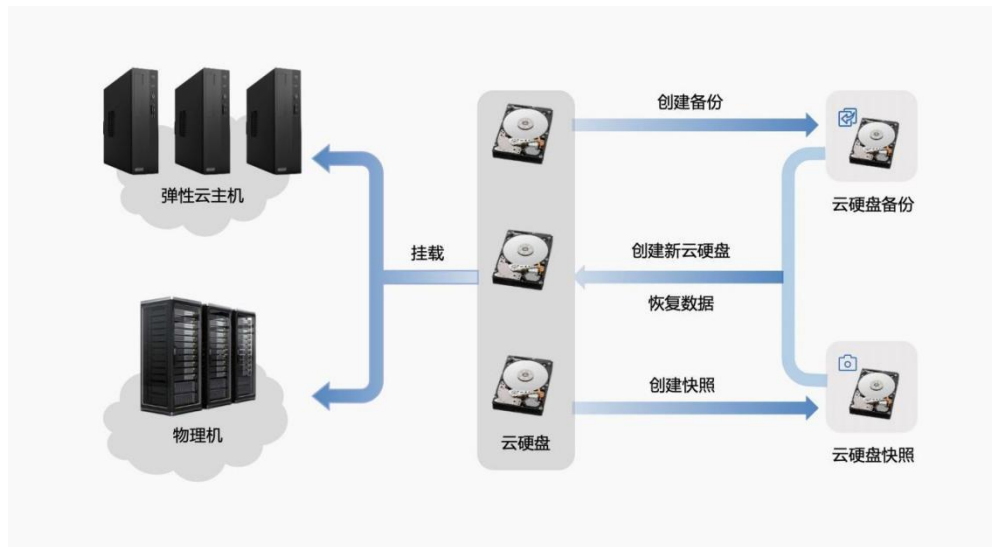 创建备份
弹性云主机
云硬盘备份
挂载
创建新云硬盘
恢复数据
创建快照
物理机
云硬盘
云硬盘快照